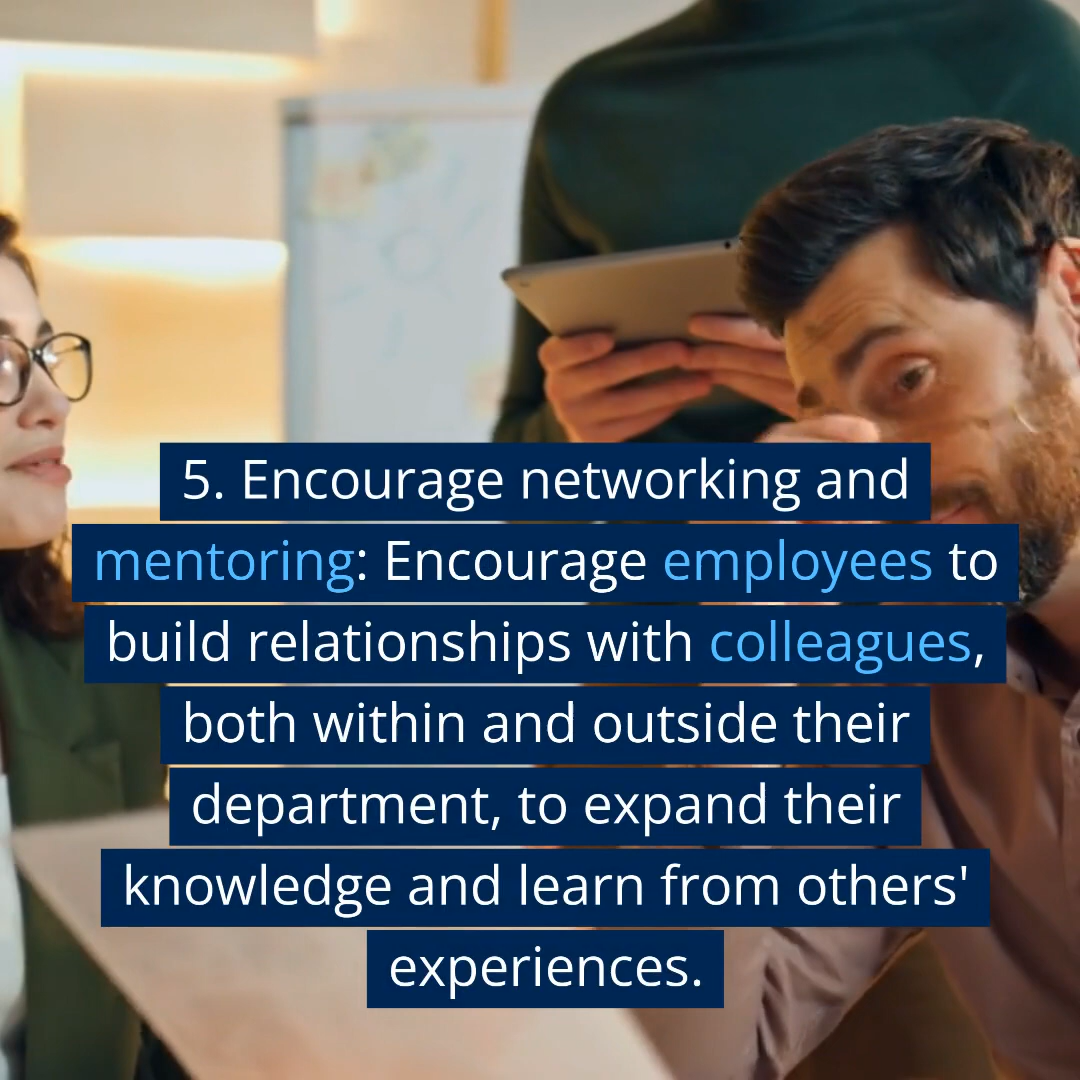 5. Encourage networking and
mentoring: Encourage employees to
build relationships with colleagues,
both within and outside their
department, to expand their
knowledge and learn from others'
experiences.